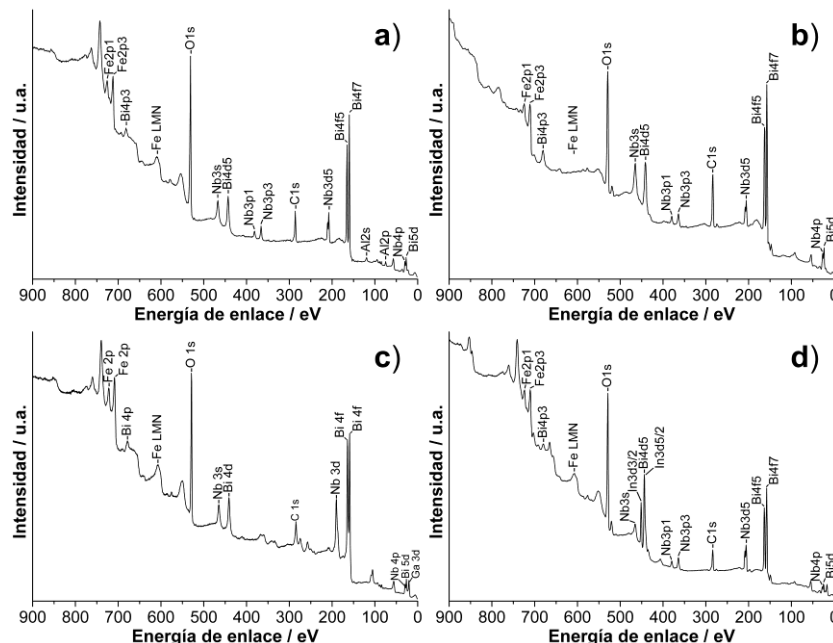 a)
Intensidad / u.a.
Fe2p1
Fe2p3
Bi4p3
Fe LMN
-O1s
Nb3s
Bi4d5
Nb3p1
Nb3p3
-C1s
-Nb3d5
Bi4f5
Bi4f7
Al2s
Al2p
Nb4p
Bi5d
900 800 700 600 500 400 300 200 100 0
Energía de enlace / eV
b)
Intensidad / u.a.
Fe2p1
Fe2p3
Bi4p3
-Fe LMN
-O1s
Nb3s
Bi4d5
Nb3p1
Nb3p3
C1s
-Nb3d5
Bi4f5
Bi4f7
Nb4p
Bi5d
900 800 700 600 500 400 300 200 100 0
Energía de enlace / eV
c)
Intensidad / u.a.
Fe 2p
Fe 2p
Bi 4p
Fe LMN
O 1s
Nb 3s
Bi 4d
C 1s
Nb 3d
Bi 4f
Bi 4f
Nb 4p
Bi 5d
Ga 3d
900 800 700 600 500 400 300 200 100 0
Energía de enlace / eV
d)
Intensidad / u.a.
Fe2p1
Fe2p3
-Bi4p3
-Fe LMN
-O1s
Nb3s
In3d3/2
Bi4d5
In3d5/2
Nb3p1
Nb3p3
-C1s
-Nb3d5
Bi4f5
Bi4f7
Nb4p
Bi5d
900 800 700 600 500 400 300 200 100 0
Energía de enlace / eV